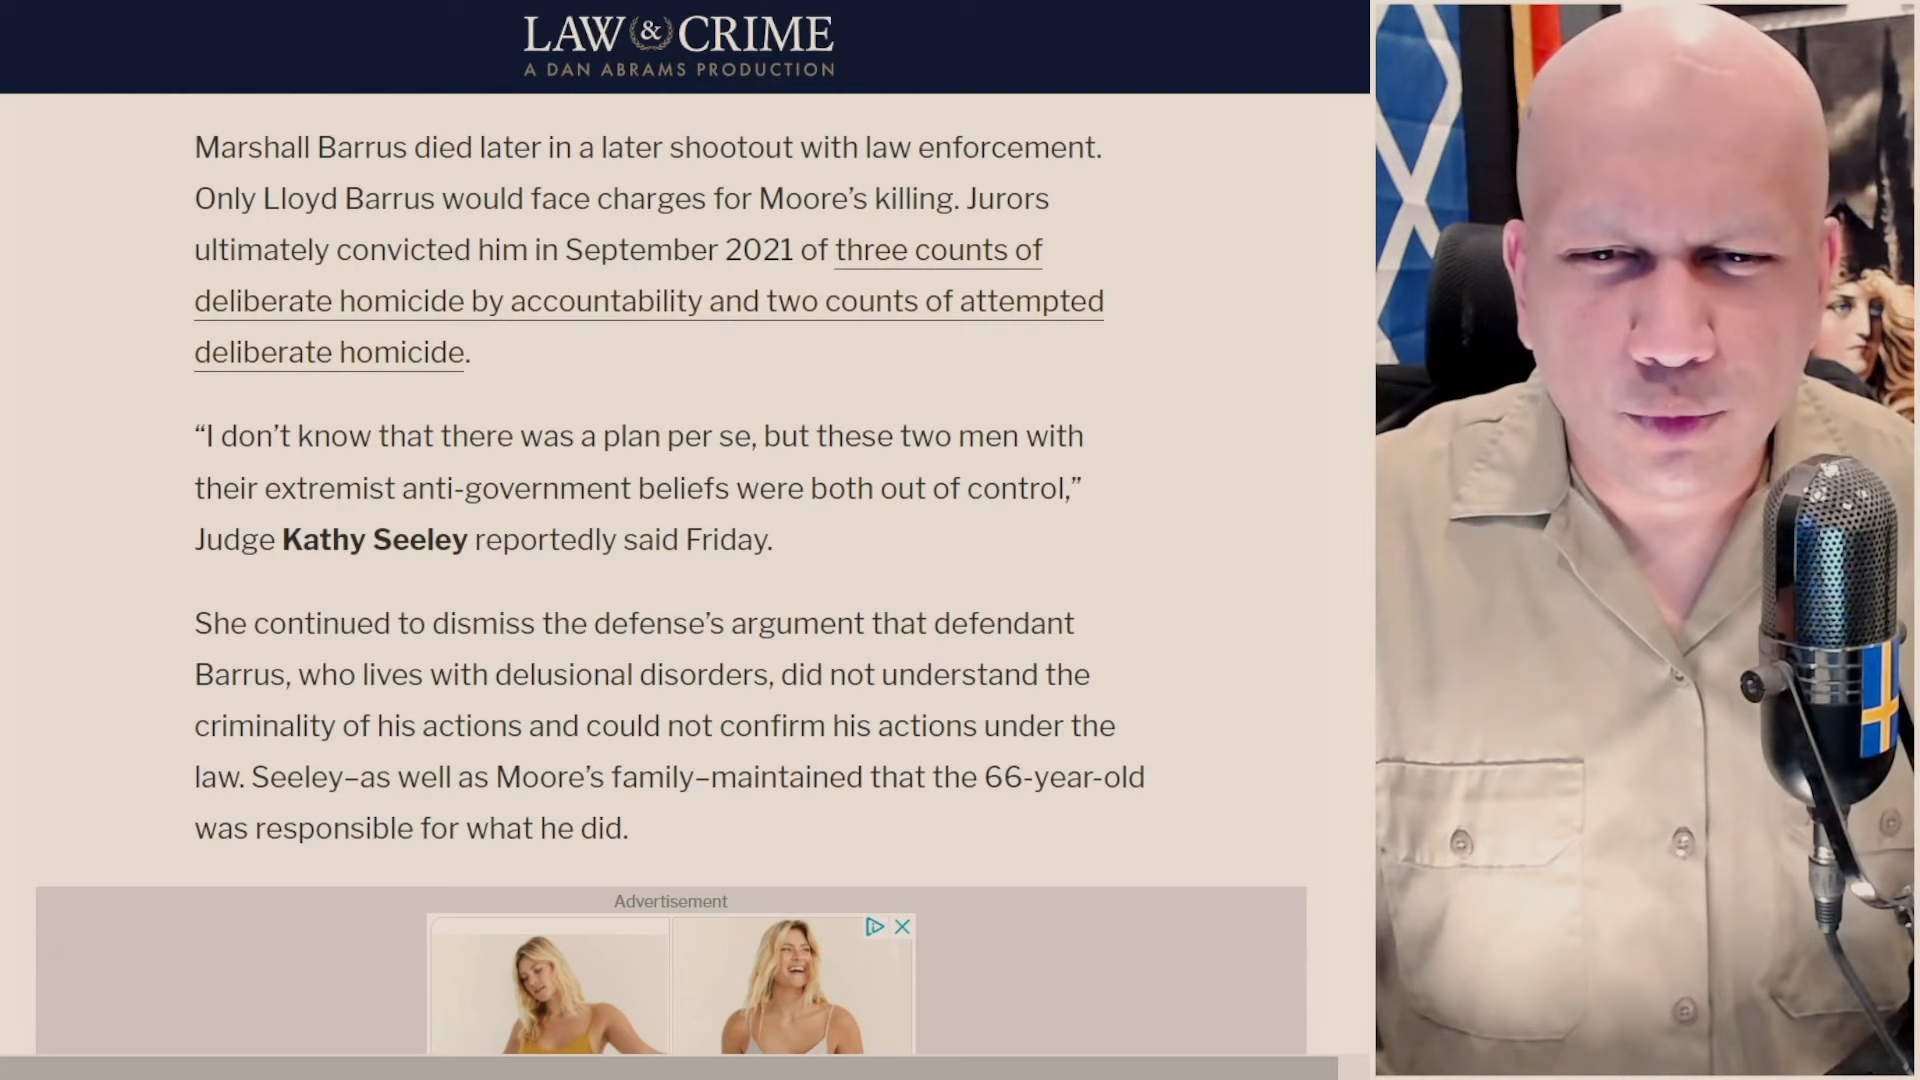 LAW & CRIME
A DAN ABRAMS PRODUCTION
Marshall Barrus died later in a later shootout with law enforcement.
Only Lloyd Barrus would face charges for Moore’s killing. Jurors
ultimately convicted him in September 2021 of three counts of
deliberate homicide by accountability and two counts of attempted
deliberate homicide.
“I don’t know that there was a plan per se, but these two men with
their extremist anti-government beliefs were both out of control,”
Judge Kathy Seeley reportedly said Friday.
She continued to dismiss the defense’s argument that defendant
Barrus, who lives with delusional disorders, did not understand the
criminality of his actions and could not confirm his actions under the
law. Seeley–as well as Moore’s family–maintained that the 66-year-old
was responsible for what he did.
Advertisement